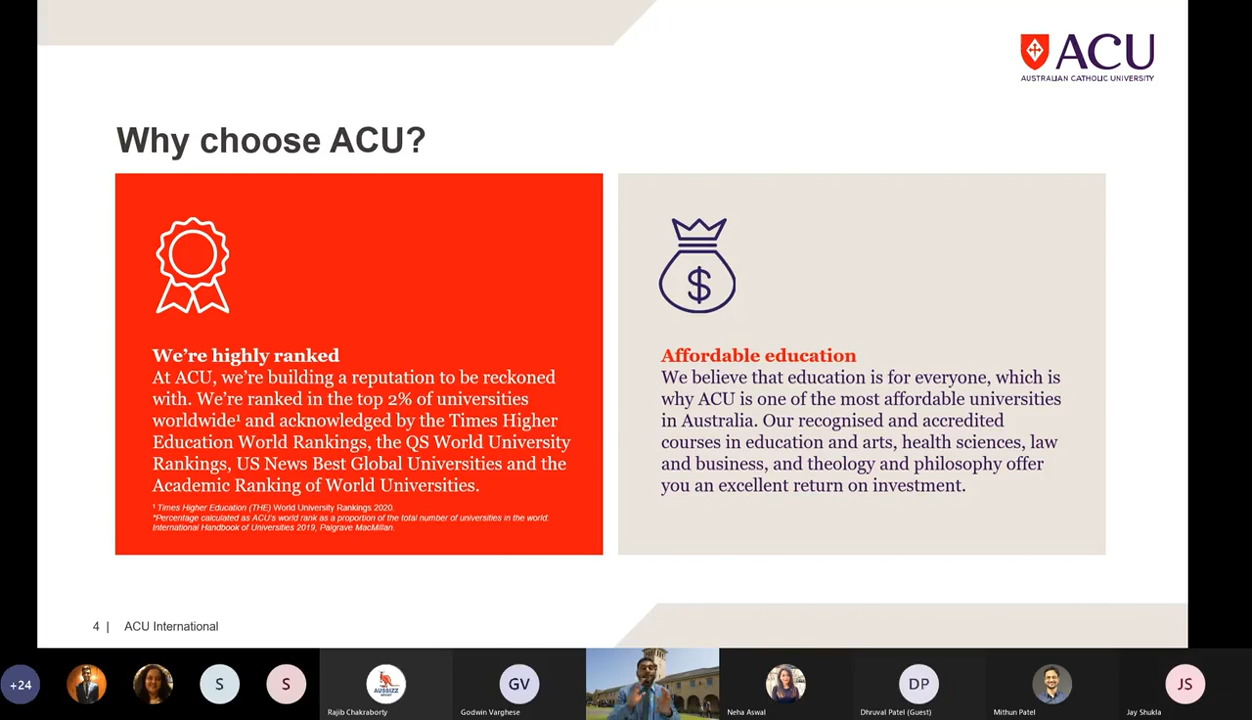 ACU
AUSTRALIAN CATHOLIC UNIVERSITY
Why choose ACU?
We're highly ranked
At ACU, we're building a reputation to be reckoned
with. We're ranked in the top 2% of universities
worldwide¹ and acknowledged by the Times Higher
Education World Rankings, the QS World University
Rankings, US News Best Global Universities and the
Academic Ranking of World Universities.
¹ Times Higher Education (THE) World University Rankings 2020.
*Percentage calculated as ACU's world rank as a proportion of the total number of universities in the world.
International Handbook of Universities 2019, Palgrave MacMillan.
$
Affordable education
We believe that education is for everyone, which is
why ACU is one of the most affordable universities
in Australia. Our recognised and accredited
courses in education and arts, health sciences, law
and business, and theology and philosophy offer
you an excellent return on investment.
4 | ACU International
+24
S
S
AUSSIZZ
Rajib Chakraborty
GV
Godwin Varghese
Neha Aswal
DP
Dhruval Patel (Guest)
Mithun Patel
JS
Jay Shukla